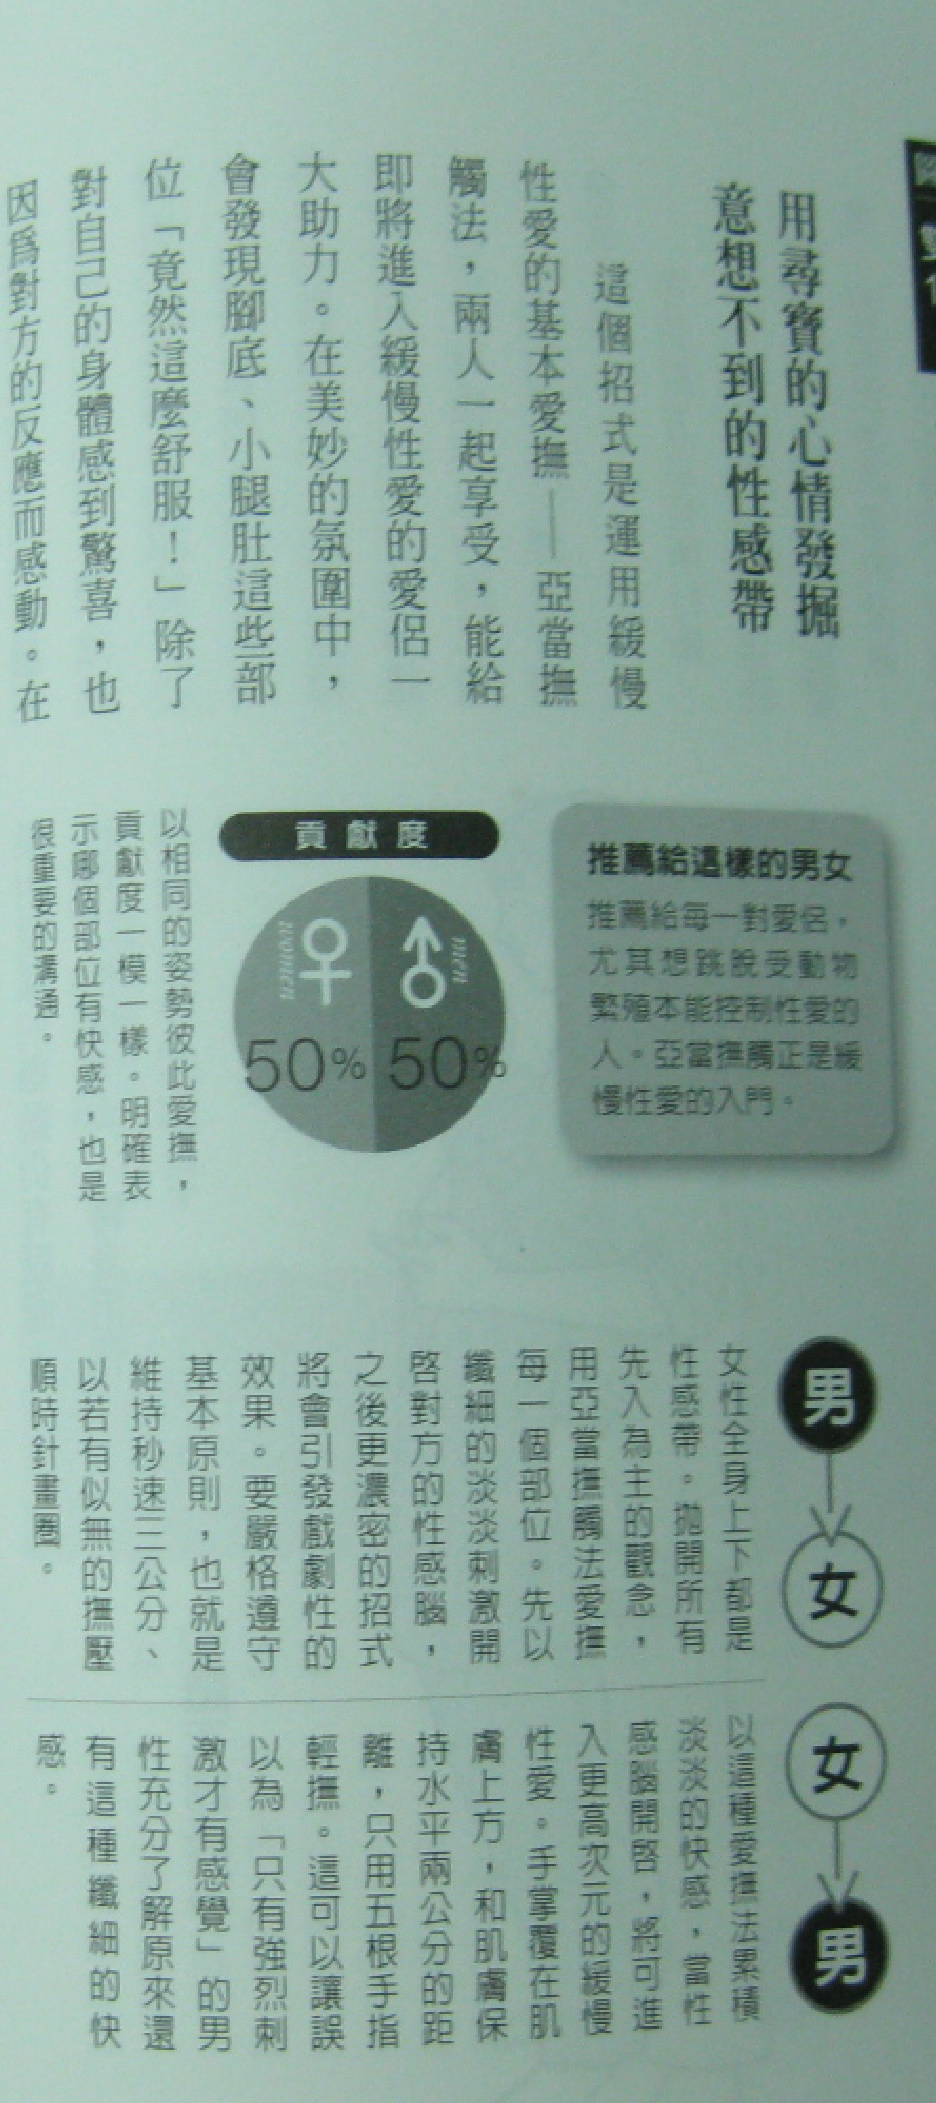 用尋寶的心情發掘
意想不到的性感帶
這個招式是運用緩慢
性愛的基本愛撫——亞當撫
觸法，兩人一起享受，能給
即將進入緩慢性愛的愛侶一
大助力。在美妙的氛圍中，
會發現腳底、小腿肚這些部
位「竟然這麼舒服！」除了
對自己的身體感到驚喜，也
因爲對方的反應而感動。在
推薦給這樣的男女
推薦給每一對愛侶，
尤其想跳脫受動物
繁殖本能控制性愛的
人。亞當撫觸正是緩
慢性愛的入門。
貢獻度
men
50%
women
50%
以相同的姿勢彼此愛撫，
貢獻度一模一樣。明確表
示哪個部位有快感，也是
很重要的溝通。
男
女
女性全身上下都是
性感帶。拋開所有
先入為主的觀念，
用亞當撫觸法愛撫
每一個部位。先以
纖細的淡淡刺激開
啓對方的性感腦，
之後更濃密的招式
將會引發戲劇性的
效果。要嚴格遵守
基本原則，也就是
維持秒速三公分、
以若有似無的撫壓
順時針畫圈。
女
男
以這種愛撫法累積
淡淡的快感，當性
感腦開啓，將可進
入更高次元的緩慢
性愛。手掌覆在肌
膚上方，和肌膚保
持水平兩公分的距
離，只用五根手指
輕撫。這可以讓誤
以為「只有強烈刺
激才有感覺」的男
性充分了解原來還
有這種纖細的快
感。